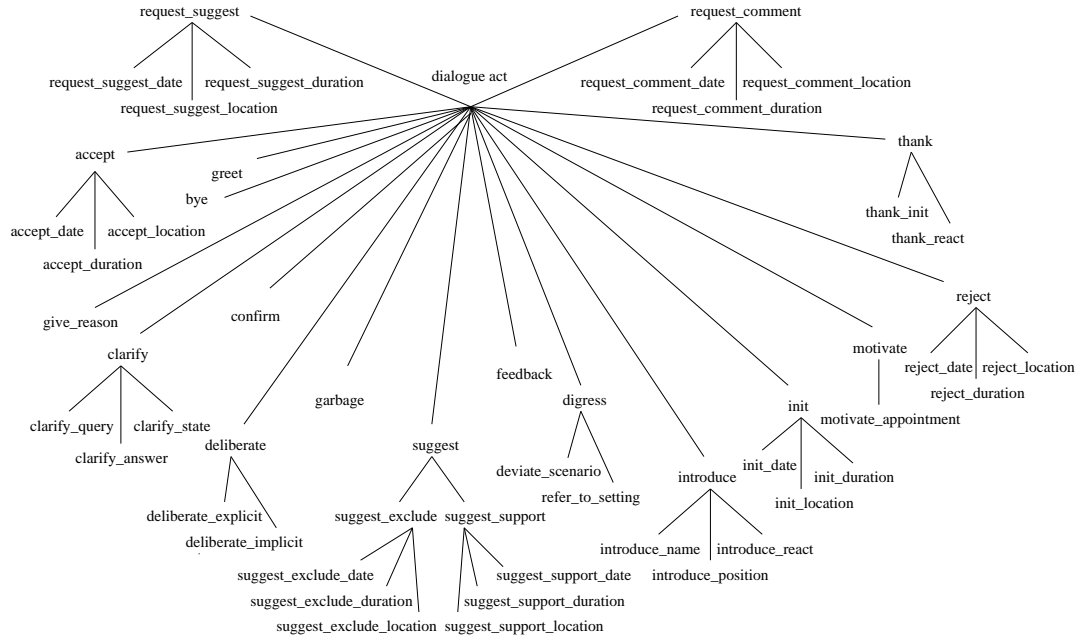 request_suggest
request_comment
dialogue act
request_suggest_date
request_suggest_duration
request_comment_date
request_comment_location
request_suggest_location
request_comment_duration
thank
accept
greet
bye
thank_init
accept_date
accept_location
thank_react
accept_duration
reject
confirm
give_reason
motivate
clarify
reject_date
reject_location
feedback
reject_duration
garbage
digress
init
motivate_appointment
clarify_query
clarify_state
deliberate
suggest
clarify_answer
init_date
deviate_scenario
introduce
init_duration
refer_to_setting
init_location
deliberate_explicit
suggest_exclude
suggest_support
deliberate_implicit
introduce_name
introduce_react
suggest_exclude_date
suggest_support_date
introduce_position
suggest_exclude_duration
suggest_support_duration
suggest_exclude_location
suggest_support_location